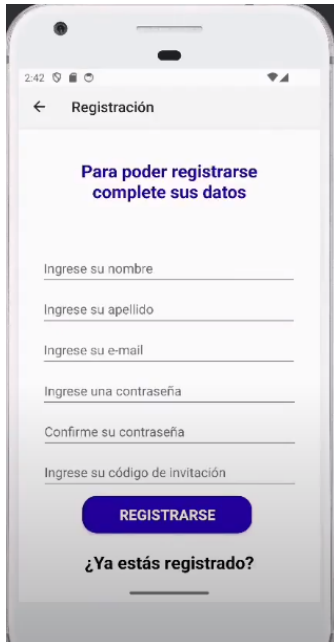 2:42
Registración
Para poder registrarse
complete sus datos
Ingrese su nombre
Ingrese su apellido
Ingrese su e-mail
Ingrese una contraseña
Confirme su contraseña
Ingrese su código de invitación
REGISTRARSE
¿Ya estás registrado?